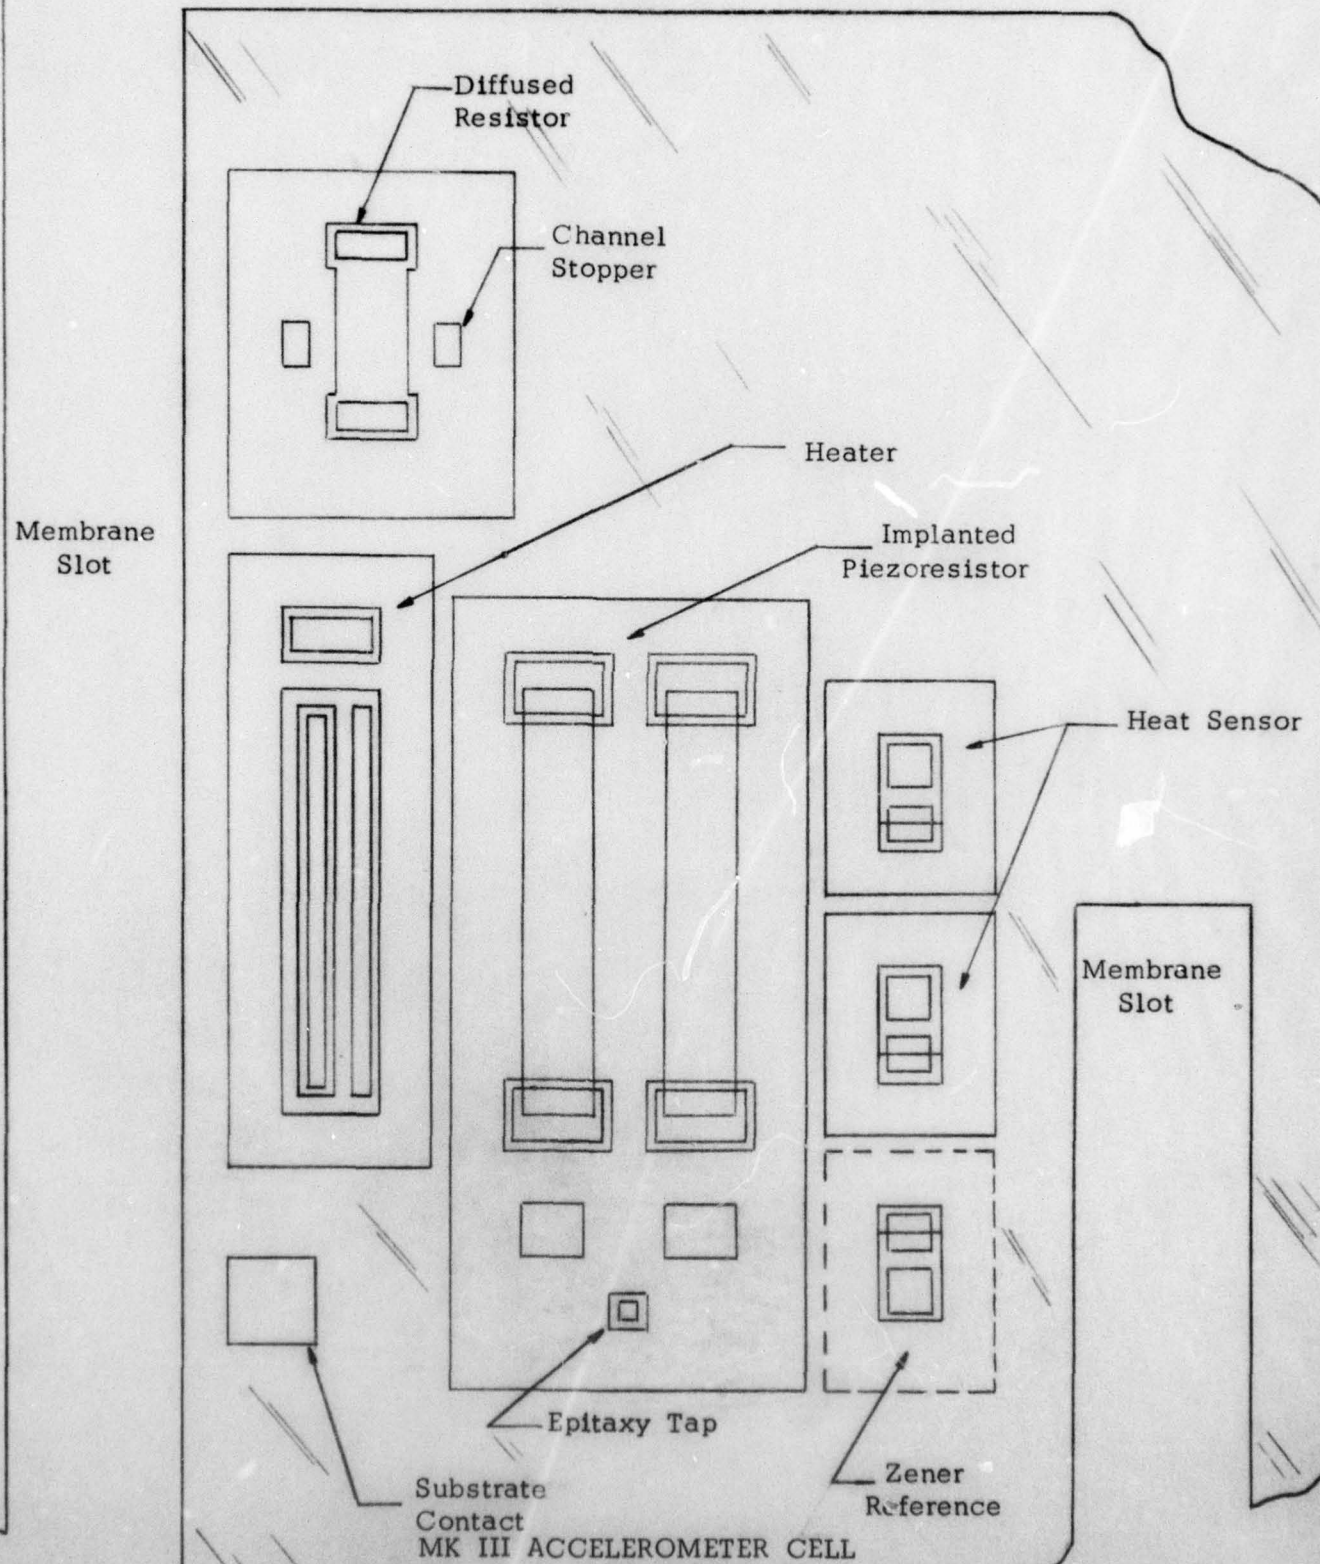 Diffused
Resistor
Channel
Stopper
Heater
Membrane
Slot
Implanted
Piezoresistor
Heat Sensor
Membrane
Slot
Epitaxy Tap
Zener
Reference
Substrate
Contact
MK III ACCELEROMETER CELL